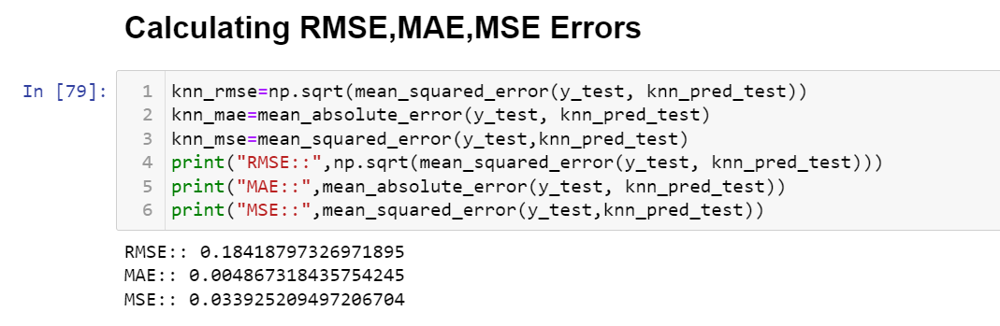 Calculating RMSE,MAE,MSE Errors
In [79]:
1 knn_rmse=np.sqrt(mean_squared_error(y_test, knn_pred_test))
2 knn_mae=mean_absolute_error(y_test, knn_pred_test)
3 knn_mse=mean_squared_error(y_test,knn_pred_test)
4 print("RMSE::",np.sqrt(mean_squared_error(y_test, knn_pred_test)))
5 print("MAE::",mean_absolute_error(y_test, knn_pred_test))
6 print("MSE::",mean_squared_error(y_test,knn_pred_test))
RMSE:: 0.18418797326971895
MAE:: 0.004867318435754245
MSE:: 0.033925209497206704